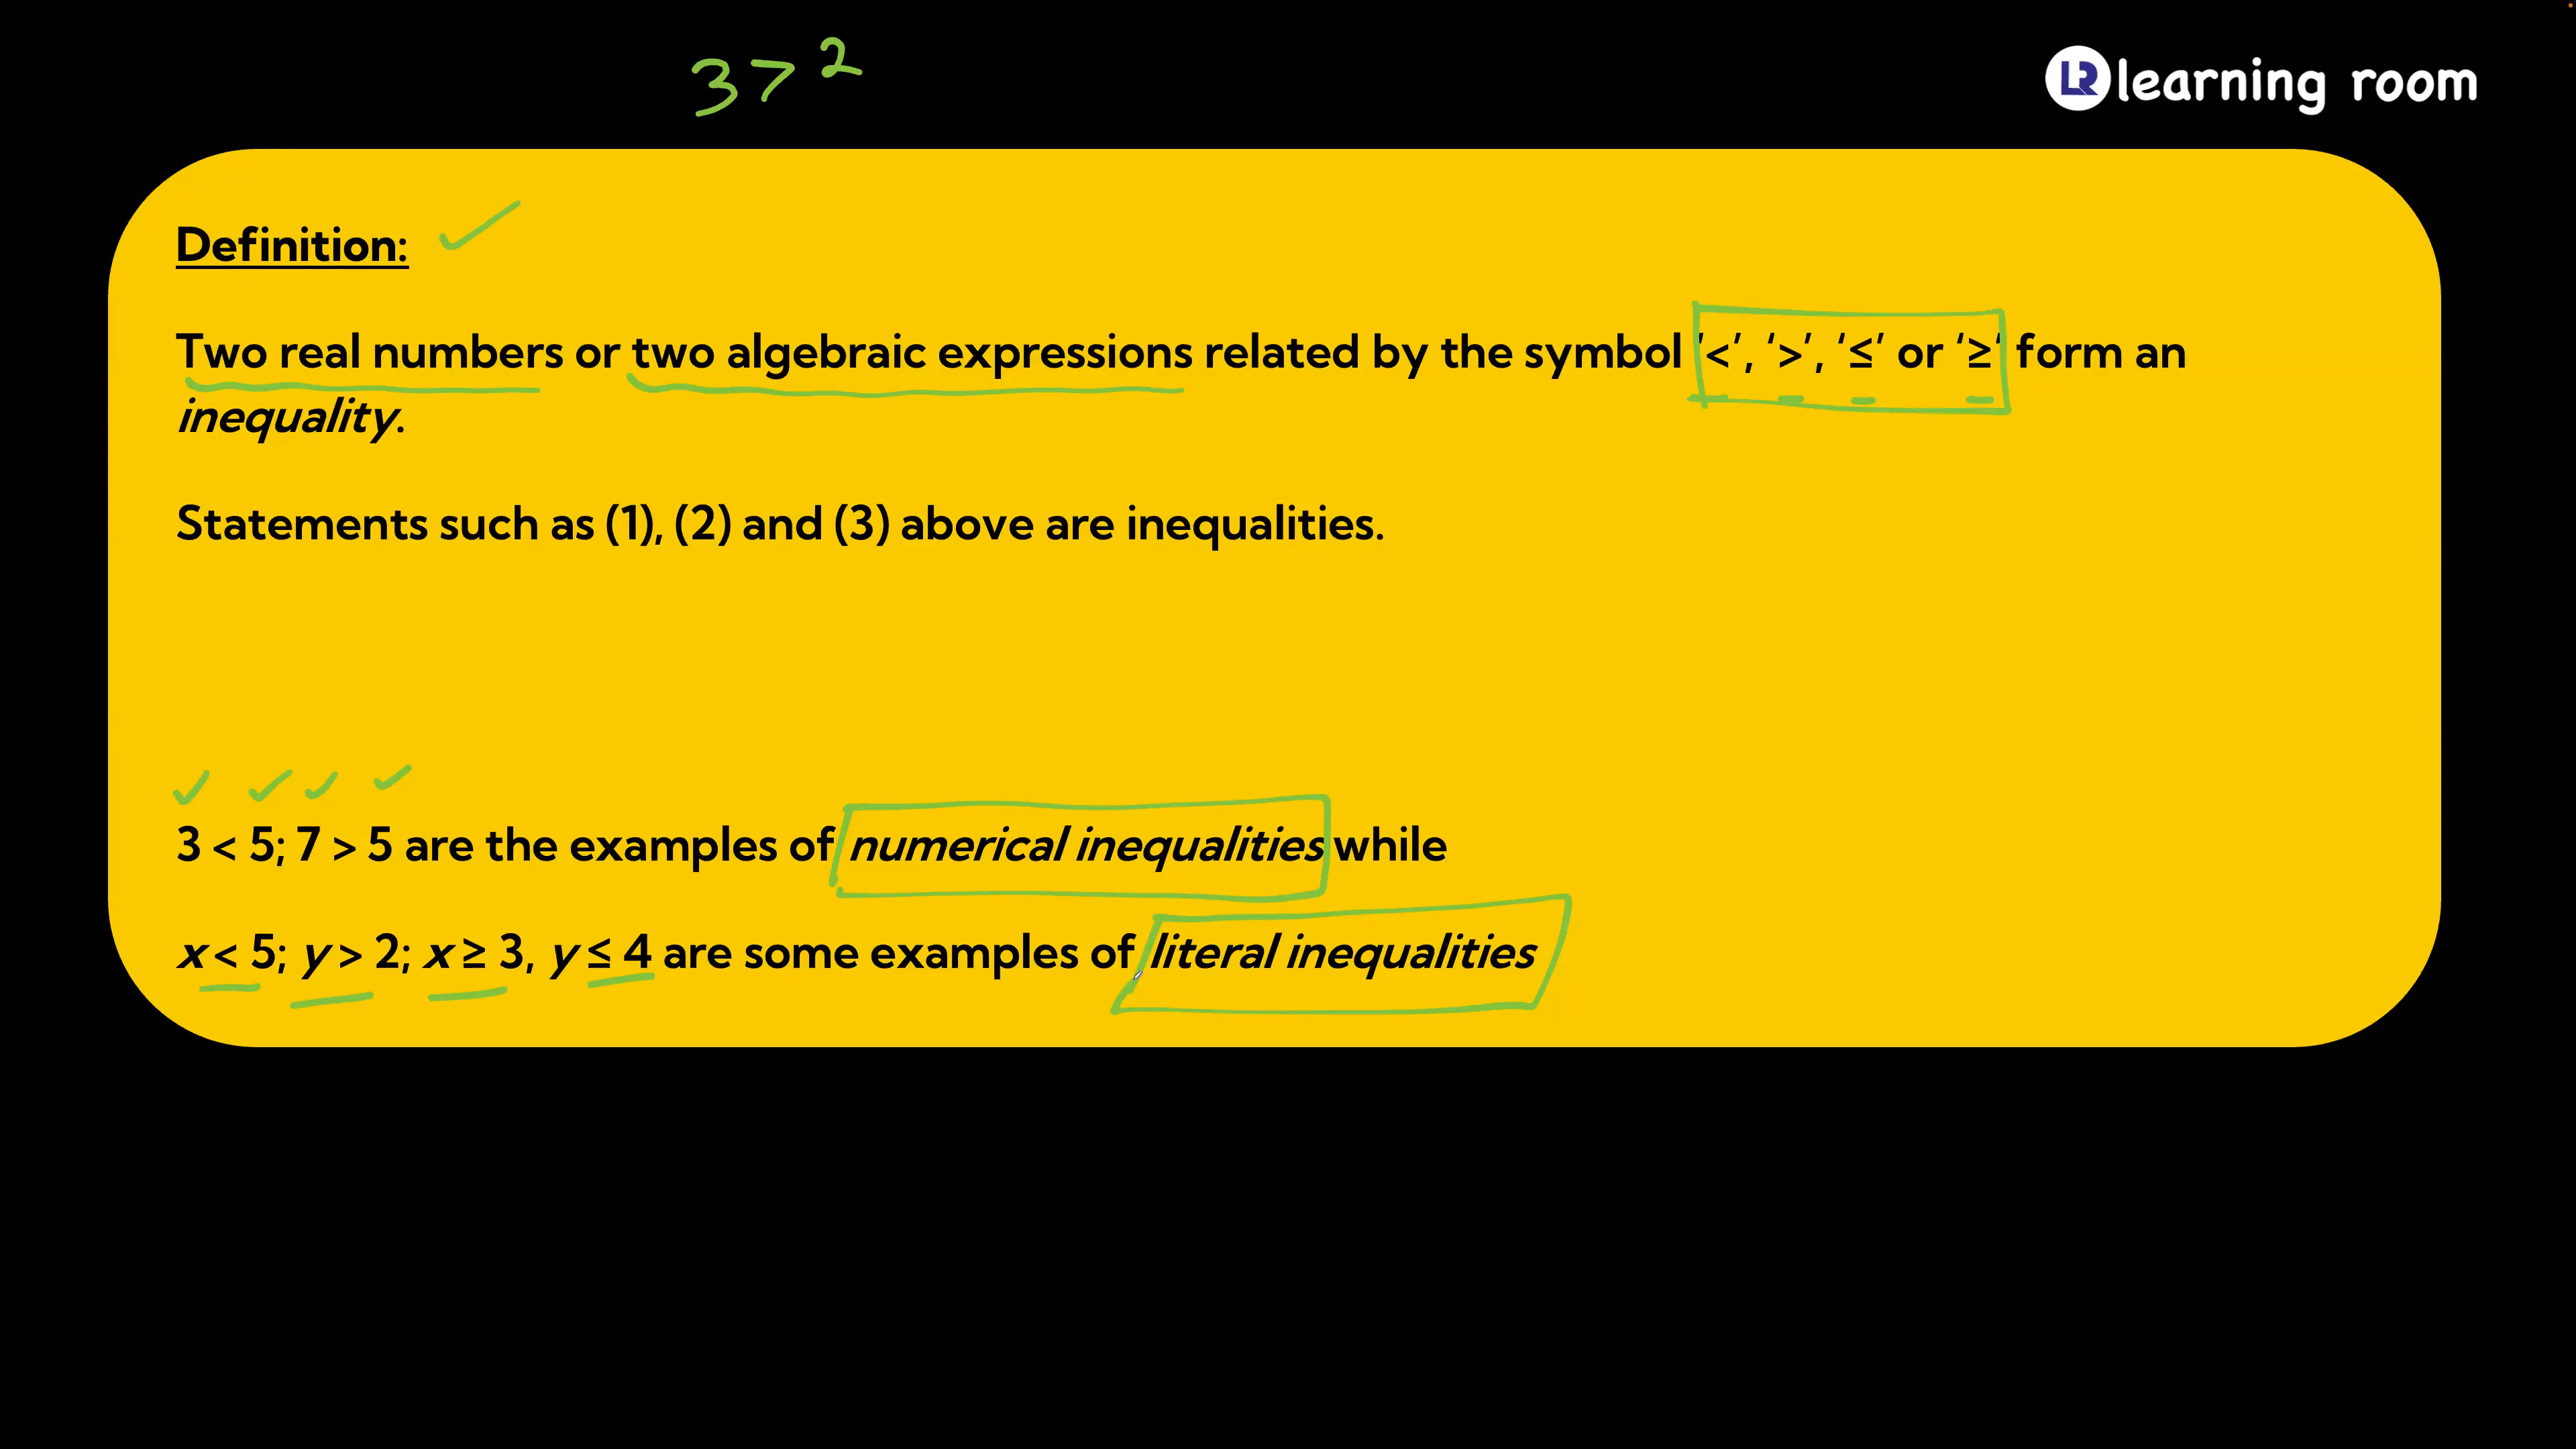 3 > 2
learning room
Definition:
Two real numbers or two algebraic expressions related by the symbol ‘<’, ‘>’, ‘≤’ or ‘≥’ form an
inequality.
Statements such as (1), (2) and (3) above are inequalities.
3 < 5; 7 > 5 are the examples of numerical inequalities while
x < 5; y > 2; x ≥ 3, y ≤ 4 are some examples of literal inequalities